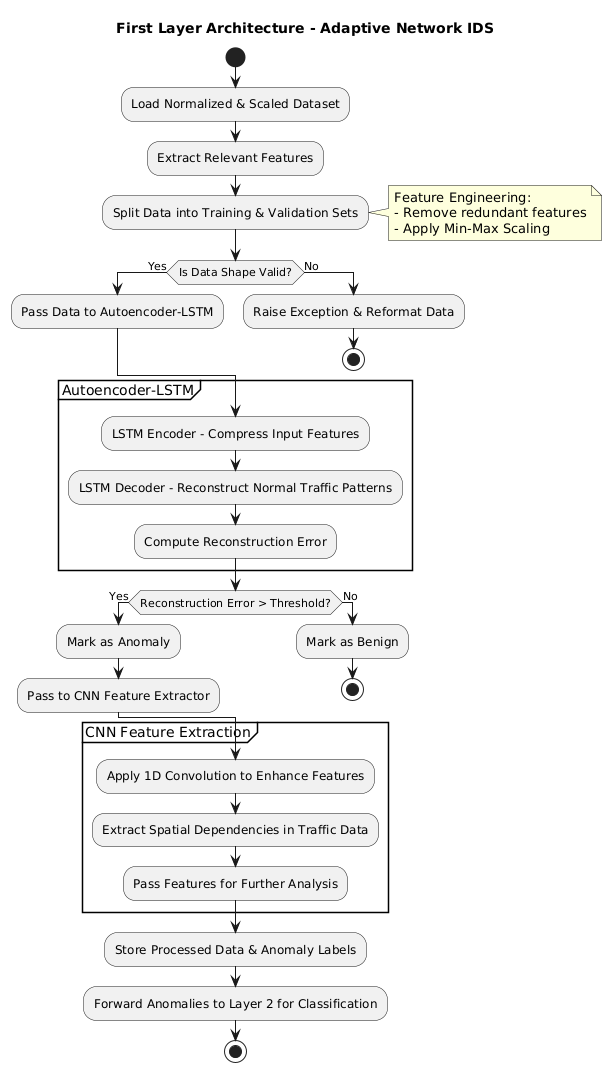 First Layer Architecture - Adaptive Network IDS
Load Normalized & Scaled Dataset
Extract Relevant Features
Split Data into Training & Validation Sets
Feature Engineering:
- Remove redundant features
- Apply Min-Max Scaling
Is Data Shape Valid?
Yes
No
Pass Data to Autoencoder-LSTM
Raise Exception & Reformat Data
Autoencoder-LSTM
LSTM Encoder - Compress Input Features
LSTM Decoder - Reconstruct Normal Traffic Patterns
Compute Reconstruction Error
Reconstruction Error > Threshold?
Yes
No
Mark as Anomaly
Mark as Benign
Pass to CNN Feature Extractor
CNN Feature Extraction
Apply 1D Convolution to Enhance Features
Extract Spatial Dependencies in Traffic Data
Pass Features for Further Analysis
Store Processed Data & Anomaly Labels
Forward Anomalies to Layer 2 for Classification